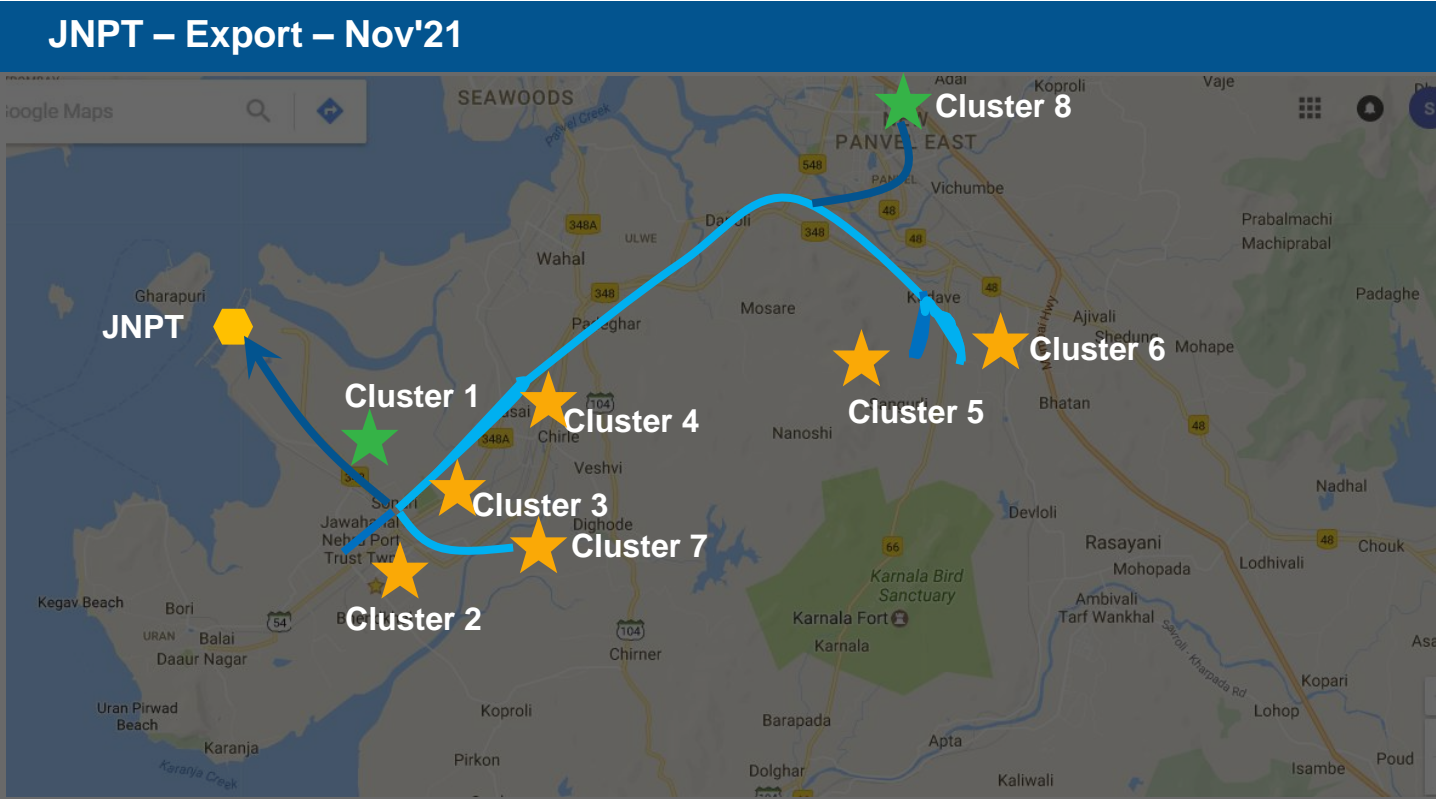 JNPT – Export – Nov'21
SEAWOODS
Adai
Koproli
Vaje
Google Maps
Cluster 8
S
Panvel Creek
PANVEL EAST
548
Vichumbe
48
348A
ULWE
348
48
Prabalmachi
Machiprabal
Wahal
Gharapuri
348
48
Padaghe
JNPT
Mosare
Ajivali
Shedung
Mohape
Padeghar
Cluster 6
Cluster 1
104
Cluster 5
Bhatan
Cluster 4
Chirle
348A
Nanoshi
48
Veshvi
Nadhal
Cluster 3
Jawaharlal
Nehru Port
Trust Twp
Dighode
Devloli
Cluster 7
66
Rasayani
Mohopada
48
Chouk
Lodhivali
Karnala Bird
Sanctuary
Kegav Beach
Bori
Cluster 2
Karnala Fort
Ambivali
Tarf Wankhal
54
URAN
Balai
104
Daaur Nagar
Chirner
Karnala
Savroli - Kharpada Rd
Kopari
Uran Pirwad
Beach
Koproli
Barapada
Lohop
Karanja
Apta
Karanja Creek
Pirkon
Dolghar
Kaliwali
Isambe
Poud